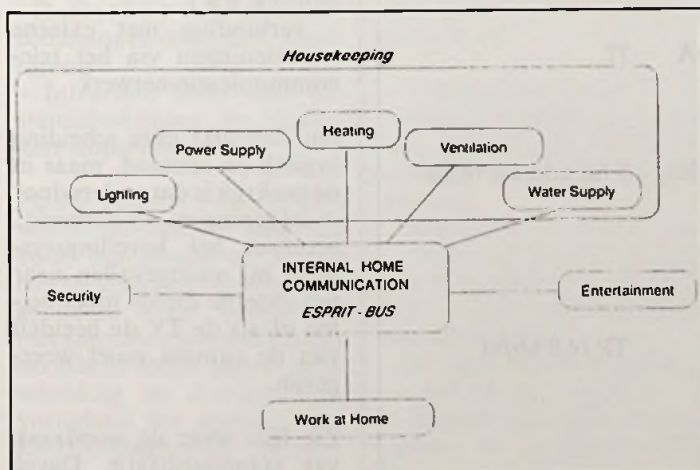 Housekeeping
Heating
Power Supply
Ventilation
Lighting
Water Supply
INTERNAL HOME
COMMUNICATION
ESPRIT - BUS
Security
Entertainment
Work at Home